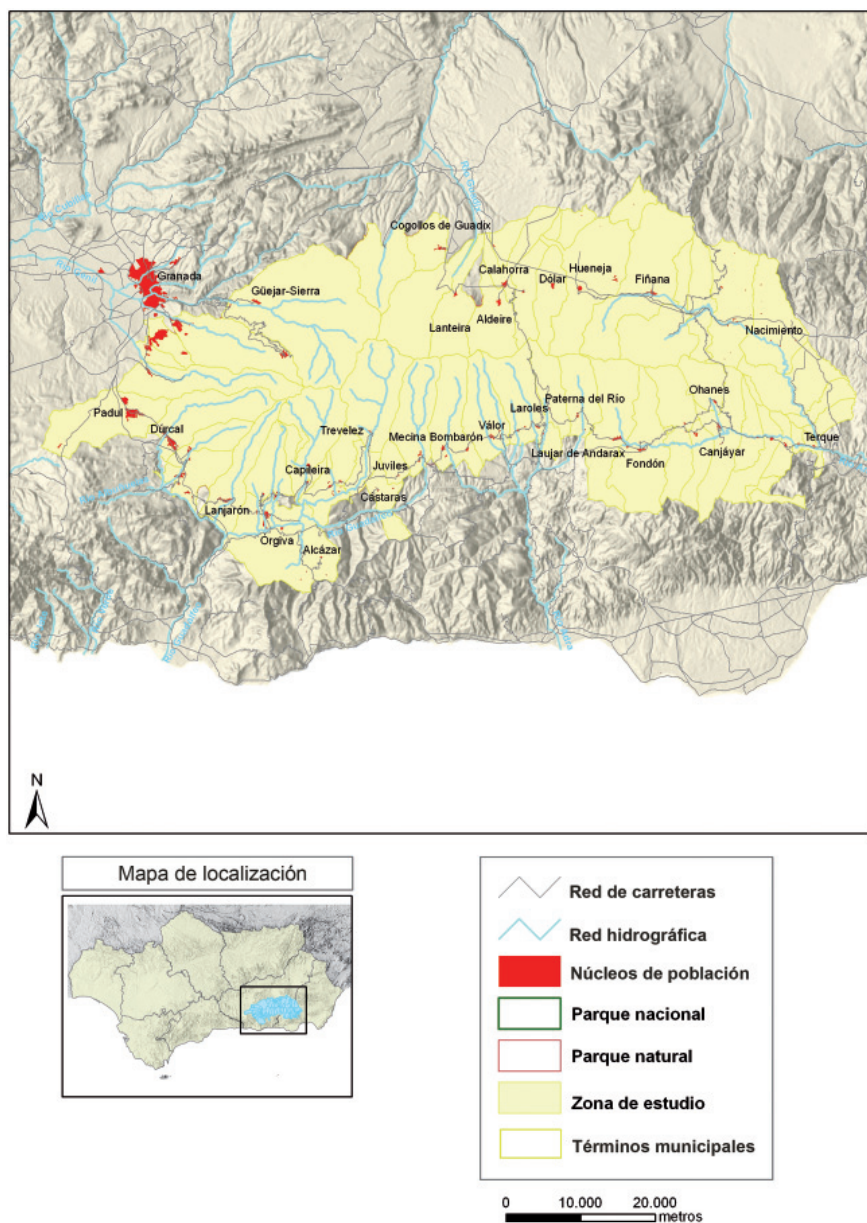 Cogollos de Guadix
Granada
Güejar-Sierra
Calahorra
Dólar
Hueneja
Fiñana
Lanteira
Aldeire
Nacimiento
Padul
Durcal
Trevelez
Mecina Bombarón
Válor
Laroles
Paterna del Río
Ohanes
Capileira
Juviles
Laujar de Andarax
Fondón
Canjáyar
Terque
Lanjarón
Cástaras
Orgiva
Alcázar
N
Mapa de localización
Red de carreteras
Red hidrográfica
Núcleos de población
Parque nacional
Parque natural
Zona de estudio
Términos municipales
0 10.000 20.000
metros